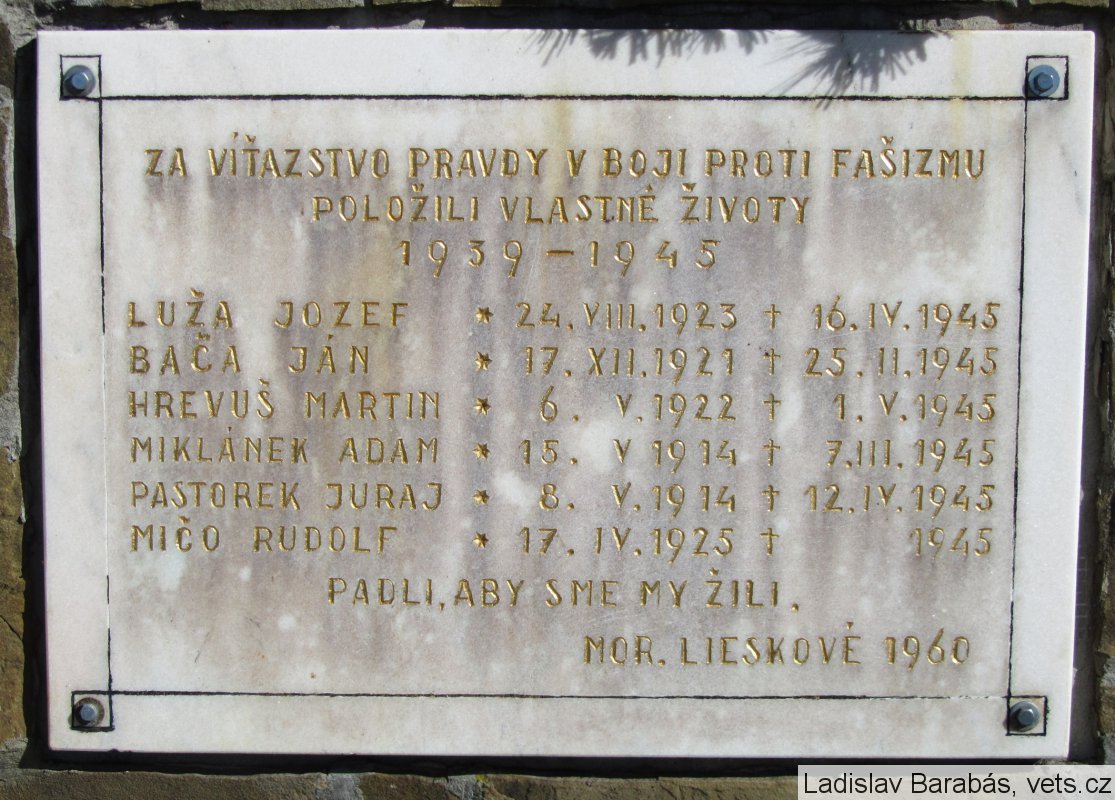 ZA VÍŤAZSTVO PRAVDY V BOJI PROTI FAŠIZMU
POLOŽILI VLASTNÉ ŽIVOTY
1939 – 1945
LUŽA JOZEF * 24. VIII. 1923 † 16. IV. 1945
BAČA JÁN * 17. XII. 1921 † 25. II. 1945
HREVUŠ MARTIN * 6. V. 1922 † 1. V. 1945
MIKLÁNEK ADAM * 15. V 1914 † 7. III. 1945
PASTOREK JURAJ * 8. V. 1914 † 12. IV. 1945
MIČO RUDOLF * 17. IV. 1925 † 1945
PADLI, ABY SME MY ŽILI.
MOR. LIESKOVÉ 1960
Ladislav Barabás, vets.cz